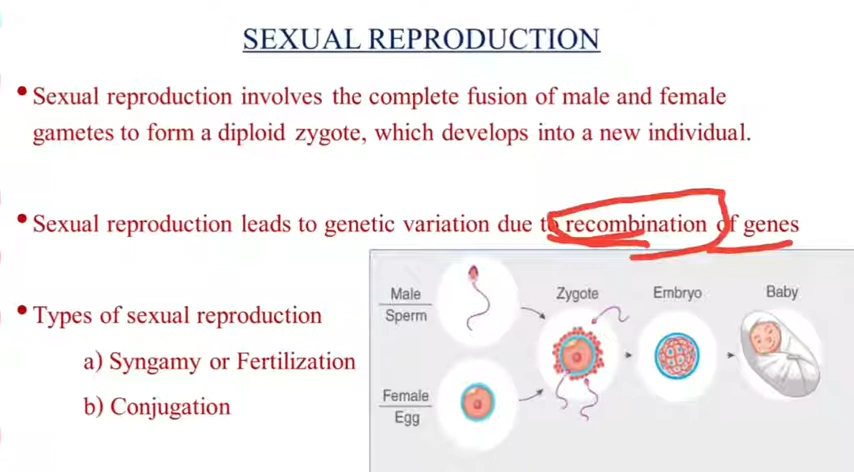 SEXUAL REPRODUCTION
• Sexual reproduction involves the complete fusion of male and female
gametes to form a diploid zygote, which develops into a new individual.
• Sexual reproduction leads to genetic variation due to recombination of genes
• Types of sexual reproduction
a) Syngamy or Fertilization
b) Conjugation
Male
Sperm
Female
Egg
Zygote
Embryo
Baby